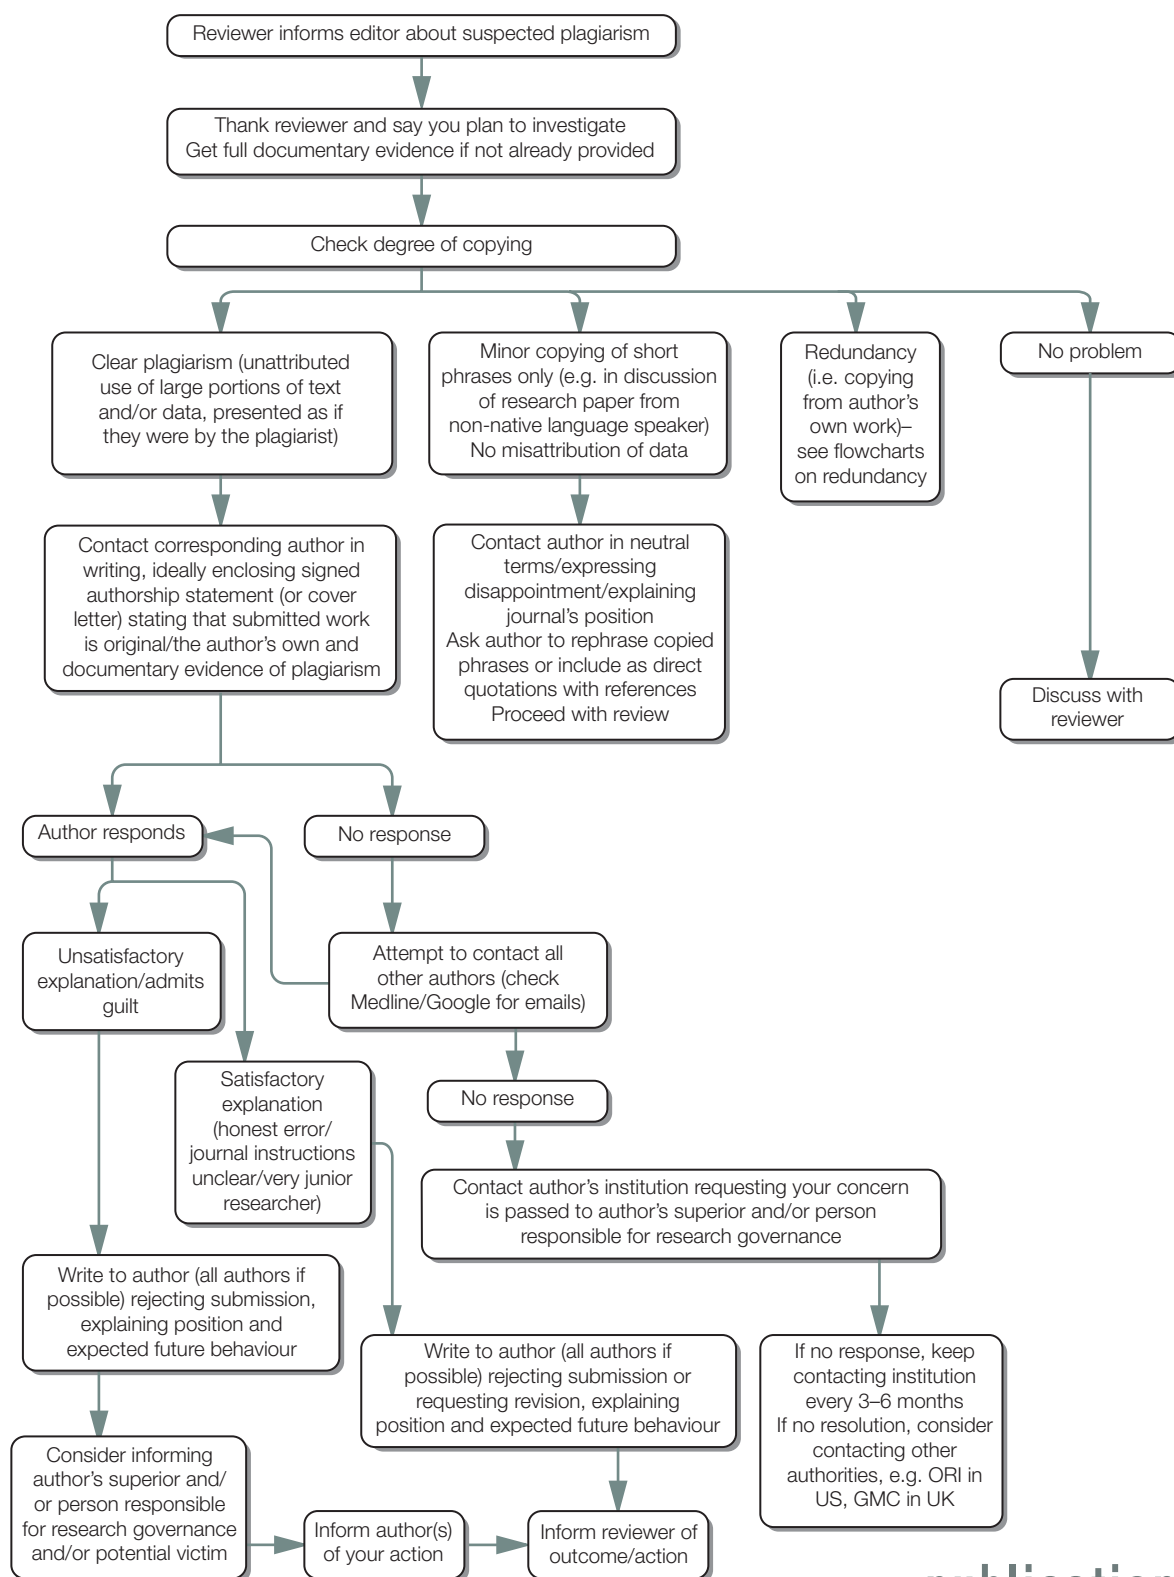 Reviewer informs editor about suspected plagiarism
Thank reviewer and say you plan to investigate
Get full documentary evidence if not already provided
Check degree of copying
Clear plagiarism (unattributed
use of large portions of text
and/or data, presented as if
they were by the plagiarist)
Minor copying of short
phrases only (e.g. in discussion
of research paper from
non-native language speaker)
No misattribution of data
Redundancy
(i.e. copying
from author's
own work)–
see flowcharts
on redundancy
No problem
Contact corresponding author in
writing, ideally enclosing signed
authorship statement (or cover
letter) stating that submitted work
is original/the author's own and
documentary evidence of plagiarism
Contact author in neutral
terms/expressing
disappointment/explaining
journal's position
Ask author to rephrase copied
phrases or include as direct
quotations with references
Proceed with review
Discuss with
reviewer
Author responds
No response
Unsatisfactory
explanation/admits
guilt
Attempt to contact all
other authors (check
Medline/Google for emails)
Satisfactory
explanation
(honest error/
journal instructions
unclear/very junior
researcher)
No response
Contact author's institution requesting your concern
is passed to author's superior and/or person
responsible for research governance
Write to author (all authors if
possible) rejecting submission,
explaining position and
expected future behaviour
Write to author (all authors if
possible) rejecting submission or
requesting revision, explaining
position and expected future behaviour
If no response, keep
contacting institution
every 3–6 months
If no resolution, consider
contacting other
authorities, e.g. ORI in
US, GMC in UK
Consider informing
author's superior and/
or person responsible
for research governance
and/or potential victim
Inform author(s)
of your action
Inform reviewer of
outcome/action
publication